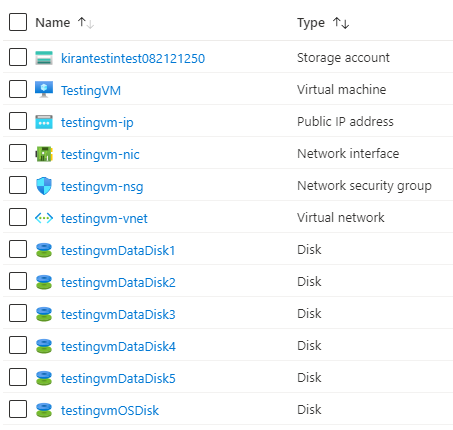 Name ↑↓ Type ↑↓
kirantestintest082121250 Storage account
TestingVM Virtual machine
testingvm-ip Public IP address
testingvm-nic Network interface
testingvm-nsg Network security group
testingvm-vnet Virtual network
testingvmDataDisk1 Disk
testingvmDataDisk2 Disk
testingvmDataDisk3 Disk
testingvmDataDisk4 Disk
testingvmDataDisk5 Disk
testingvmOSDisk Disk